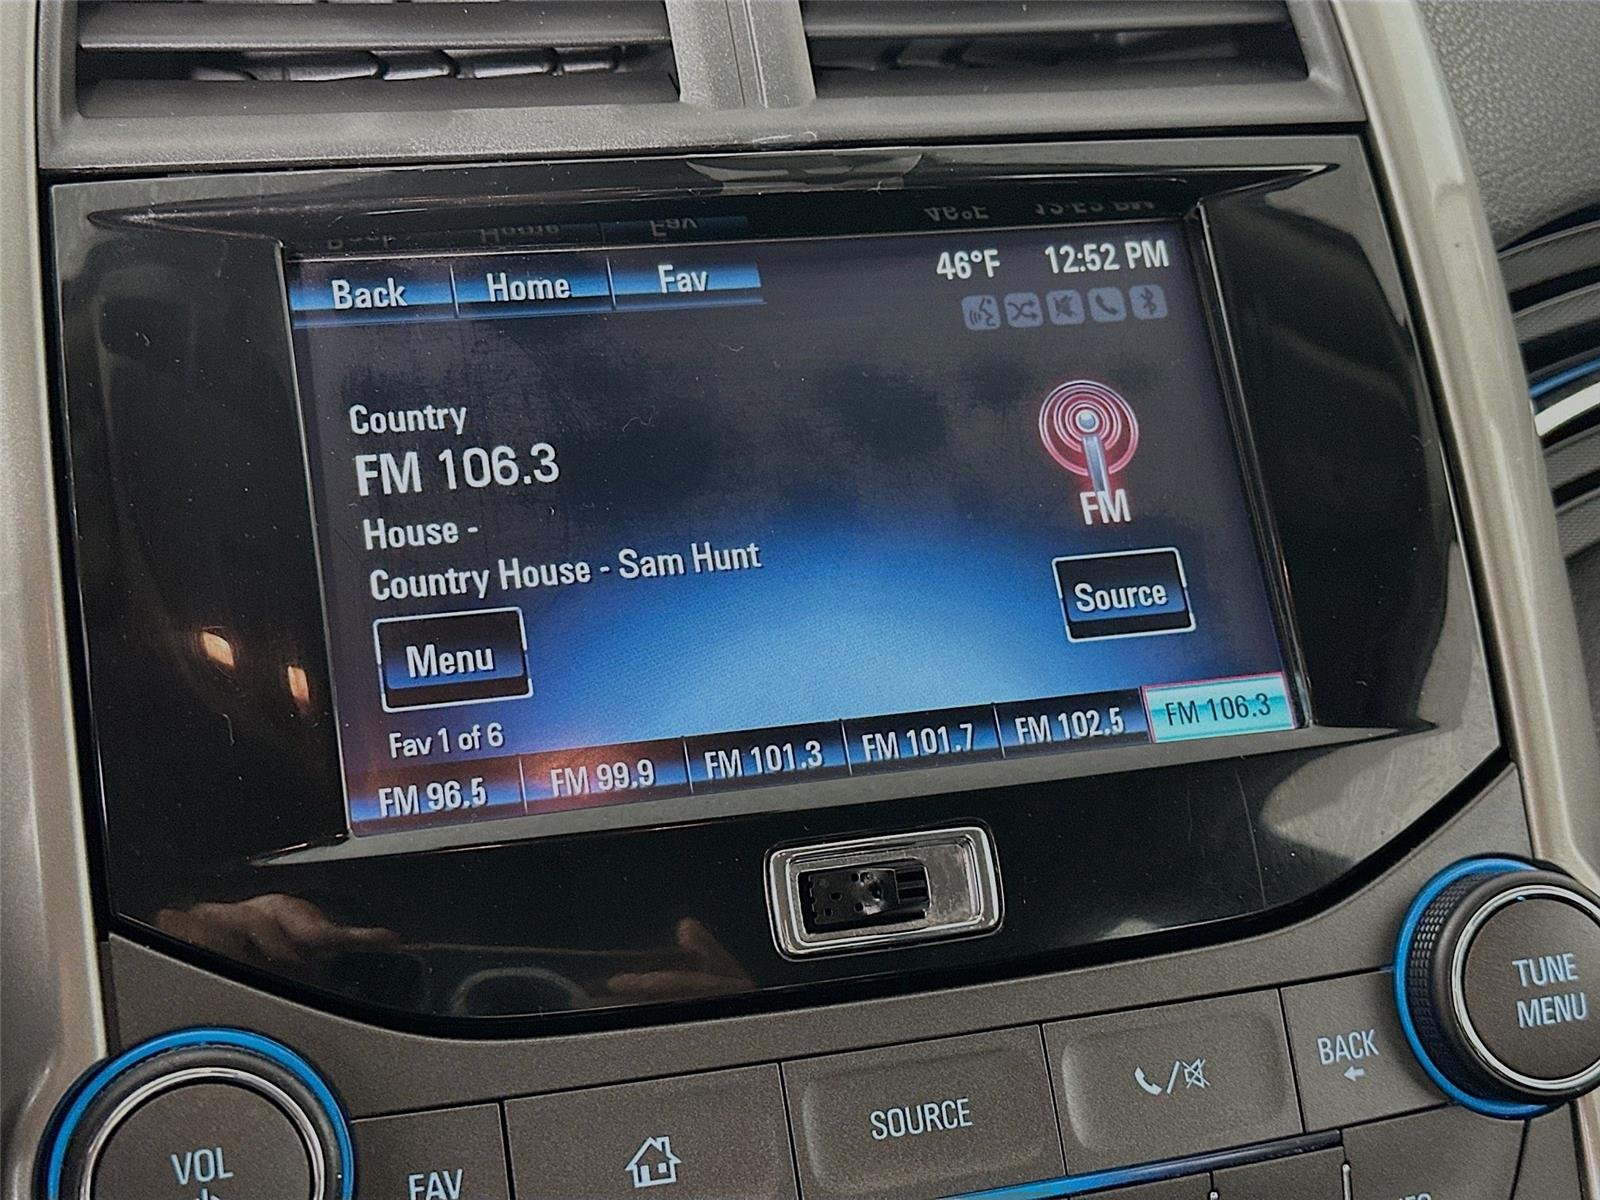 Back Home Fav 46°F 12:52 PM
Country
FM 106.3
House -
Country House - Sam Hunt
FM
Source
Menu
Fav 1 of 6
FM 96.5 FM 99.9 FM 101.3 FM 101.7 FM 102.5 FM 106.3
TUNE
MENU
BACK
SOURCE
VOL
FAV